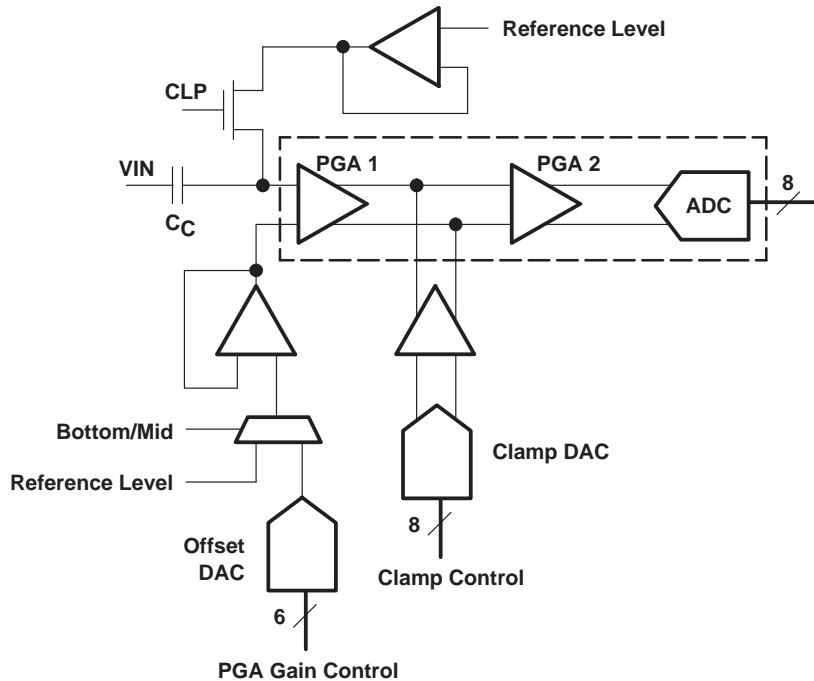 Reference Level
CLP
VIN
CC
PGA 1
PGA 2
ADC
8
Bottom/Mid
Reference Level
Clamp DAC
8
Offset
DAC
Clamp Control
6
PGA Gain Control